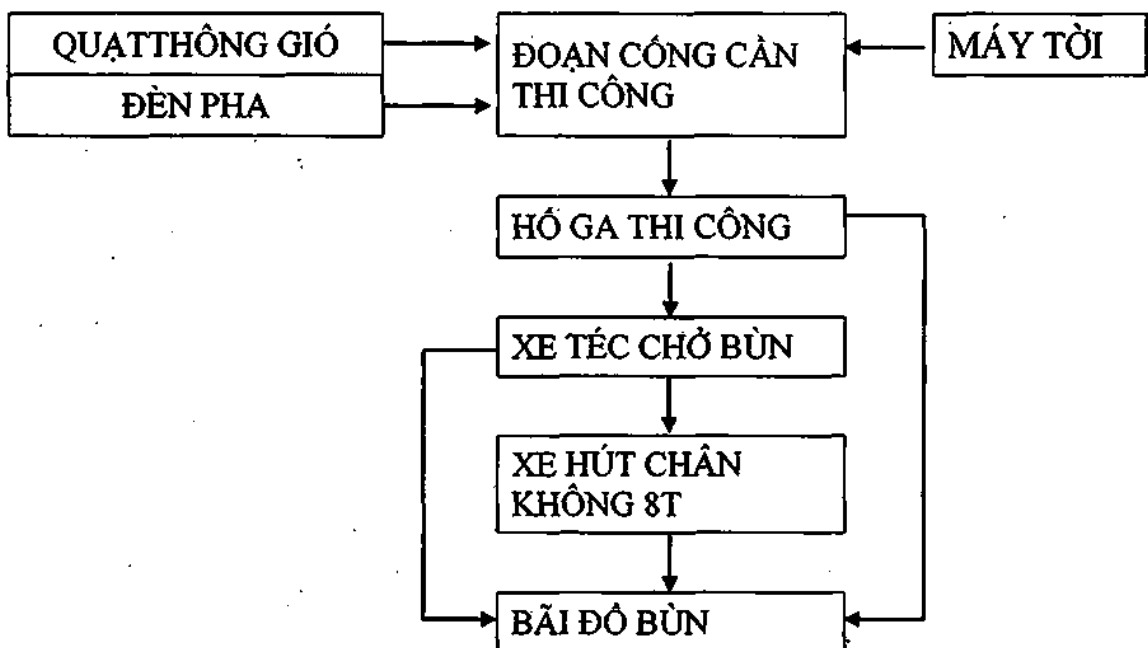 QUẠTTHÔNG GIÓ
ĐÈN PHA
ĐOẠN CỐNG CẦN
THI CÔNG
MÁY TỜI
HỐ GA THI CÔNG
XE TÉC CHỞ BÙN
XE HÚT CHÂN
KHÔNG 8T
BÃI ĐỔ BÙN